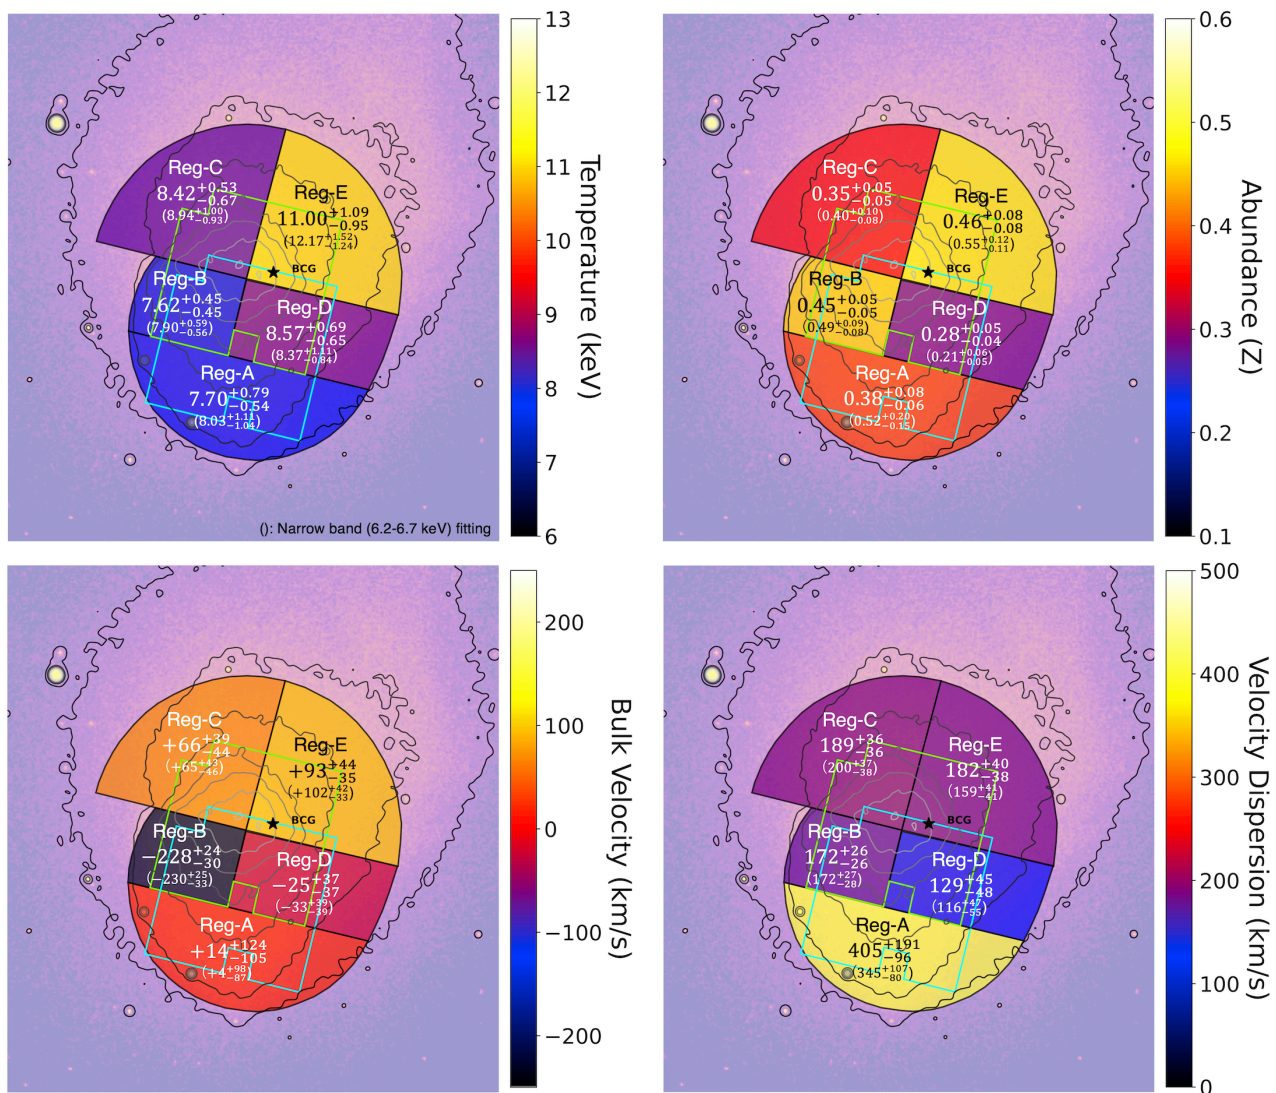 Reg-C
8.42+0.53−0.67
(8.94+1.00−0.93)
Reg-E
11.00+1.09−0.95
(12.17+1.52−1.24)
BCG
Reg-B
7.62+0.45−0.45
(7.90+0.59−0.56)
Reg-D
8.57+0.69−0.65
(8.37+1.11−0.84)
Reg-A
7.70+0.79−0.54
(8.03+1.11−1.04)
(): Narrow band (6.2-6.7 keV) fitting
13
12
11
10
9
8
7
6
Temperature (keV)
Reg-C
0.35+0.05−0.05
(0.40+0.10−0.08)
Reg-E
0.46+0.08−0.08
(0.55+0.12−0.11)
BCG
Reg-B
0.45+0.05−0.05
(0.49+0.09−0.08)
Reg-D
0.28+0.05−0.04
(0.21+0.06−0.05)
Reg-A
0.38+0.08−0.06
(0.52+0.20−0.15)
0.6
0.5
0.4
0.3
0.2
0.1
Abundance (Z)
Reg-C
+66+39−44
(+65+43−46)
Reg-E
+93+44−35
(+102+42−33)
BCG
Reg-B
−228+24−30
(−230+25−33)
Reg-D
−25+37−37
(−33+39−39)
Reg-A
+14+124−105
(+4+98−87)
200
100
0
−100
−200
Bulk Velocity (km/s)
Reg-C
189+36−36
(200+37−38)
Reg-E
182+40−38
(159+41−41)
BCG
Reg-B
172+26−26
(172+27−28)
Reg-D
129+45−48
(116+47−55)
Reg-A
405+191−96
(345+107−80)
500
400
300
200
100
0
Velocity Dispersion (km/s)